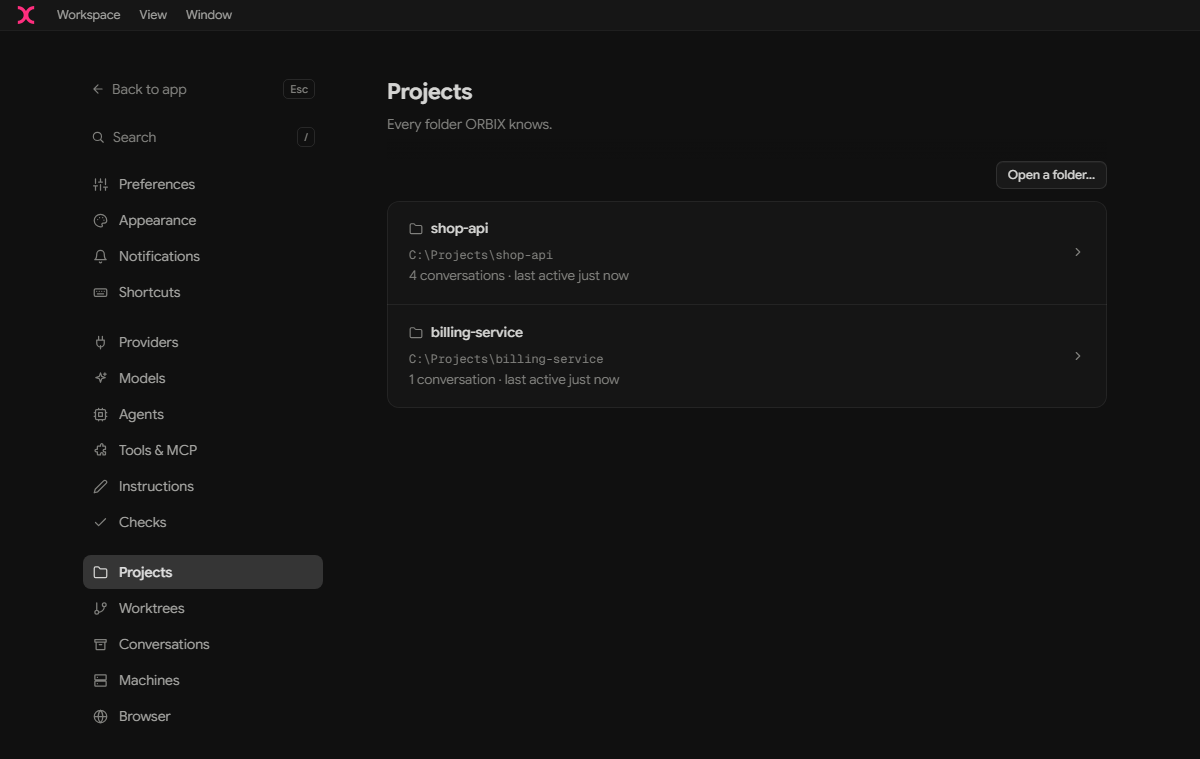 Workspace View Window
Back to app Esc
Search /
Preferences
Appearance
Notifications
Shortcuts
Providers
Models
Agents
Tools & MCP
Instructions
Checks
Projects
Worktrees
Conversations
Machines
Browser
Projects
Every folder ORBIX knows.
Open a folder...
shop-api
C:\Projects\shop-api
4 conversations · last active just now
billing-service
C:\Projects\billing-service
1 conversation · last active just now